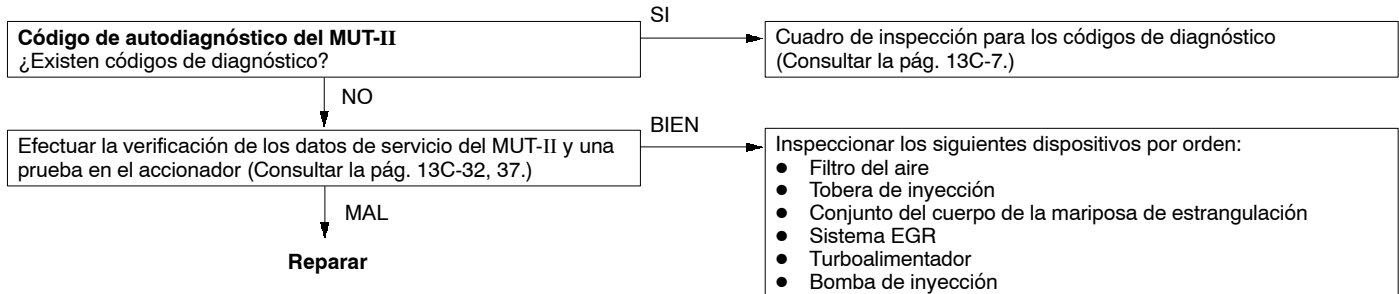 Código de autodiagnóstico del MUT-II
¿Existen códigos de diagnóstico?
SI
Cuadro de inspección para los códigos de diagnóstico
(Consultar la pág. 13C-7.)
NO
Efectuar la verificación de los datos de servicio del MUT-II y una
prueba en el accionador (Consultar la pág. 13C-32, 37.)
BIEN
Inspeccionar los siguientes dispositivos por orden:
● Filtro del aire
● Tobera de inyección
● Conjunto del cuerpo de la mariposa de estrangulación
● Sistema EGR
● Turboalimentador
● Bomba de inyección
MAL
Reparar